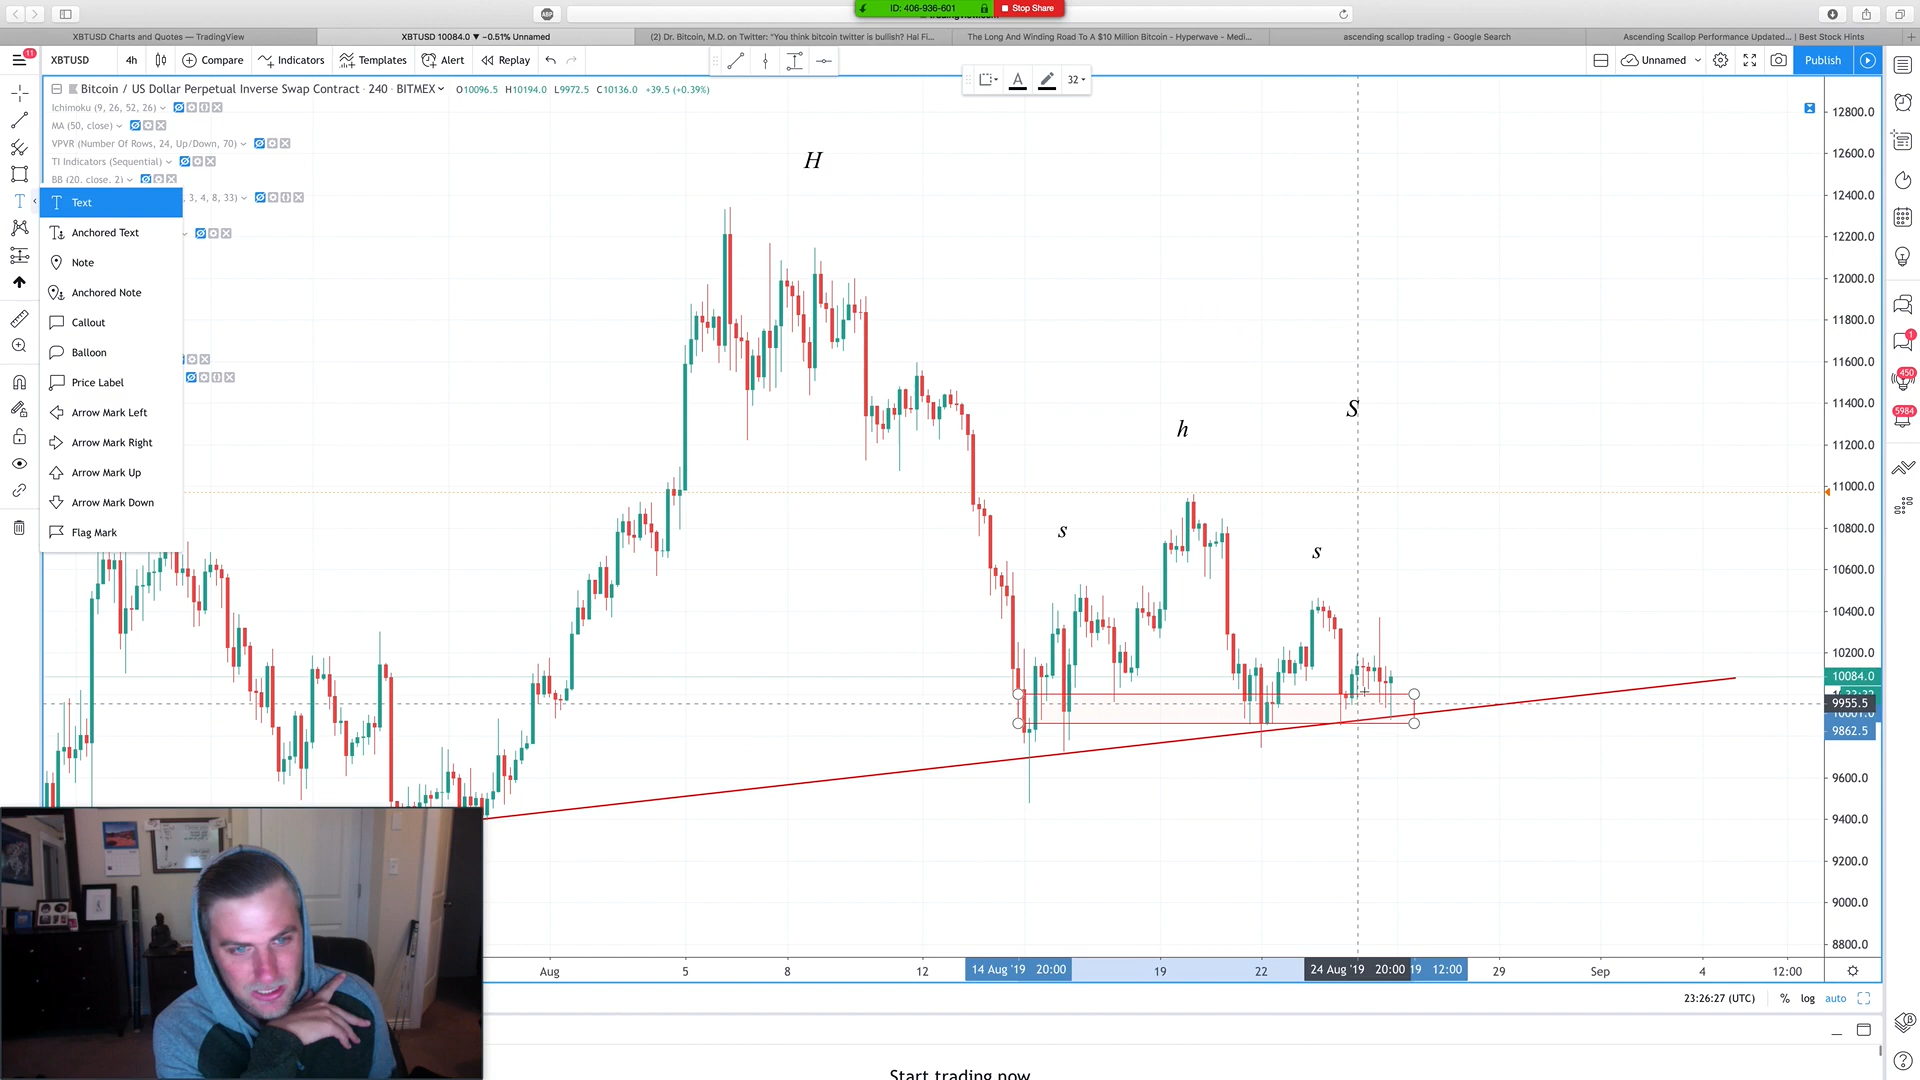 ID: 406-936-601
Stop Share
XBTUSD Charts and Quotes — TradingView
XBTUSD 10084.0 ▼ −0.51% Unnamed
(2) Dr. Bitcoin, M.D. on Twitter: "You think bitcoin twitter is bullish? Hal Fi...
The Long And Winding Road To A $10 Million Bitcoin - Hyperwave - Medi...
ascending scallop trading - Google Search
Ascending Scallop Performance Updated... | Best Stock Hints
11
XBTUSD
4h
Compare
Indicators
Templates
Alert
Replay
Unnamed
Publish
32
Bitcoin / US Dollar Perpetual Inverse Swap Contract · 240 · BITMEX
O10096.5 H10194.0 L9972.5 C10136.0 +39.5 (+0.39%)
Ichimoku (9, 26, 52, 26)
MA (50, close)
VPVR (Number Of Rows, 24, Up/Down, 70)
TI Indicators (Sequential)
BB (20, close, 2)
, 3, 4, 8, 33)
Text
Anchored Text
Note
Anchored Note
Callout
Balloon
Price Label
Arrow Mark Left
Arrow Mark Right
Arrow Mark Up
Arrow Mark Down
Flag Mark
H
S
h
s
s
12800.0
12600.0
12400.0
12200.0
12000.0
11800.0
11600.0
11400.0
11200.0
11000.0
10800.0
10600.0
10400.0
10200.0
10084.0
9955.5
9862.5
9600.0
9400.0
9200.0
9000.0
8800.0
1
450
5984
Aug
5
8
12
14 Aug '19 20:00
19
22
24 Aug '19 20:00
19 12:00
29
Sep
4
12:00
23:26:27 (UTC)
%
log
auto
Start trading now